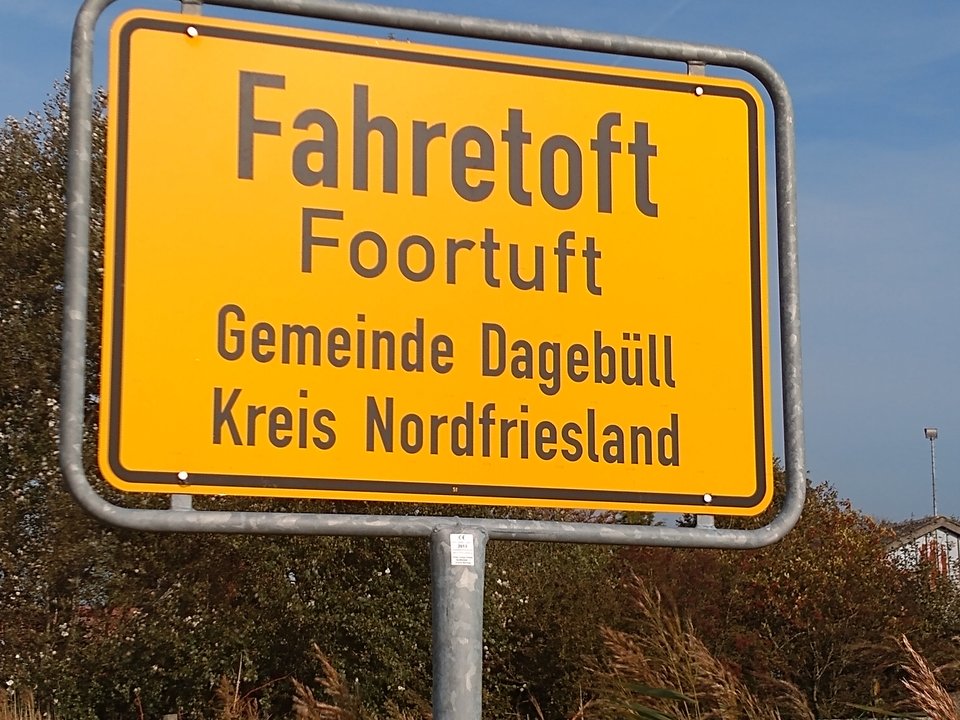 Fahretoft
Foortuft
Gemeinde Dagebüll
Kreis Nordfriesland